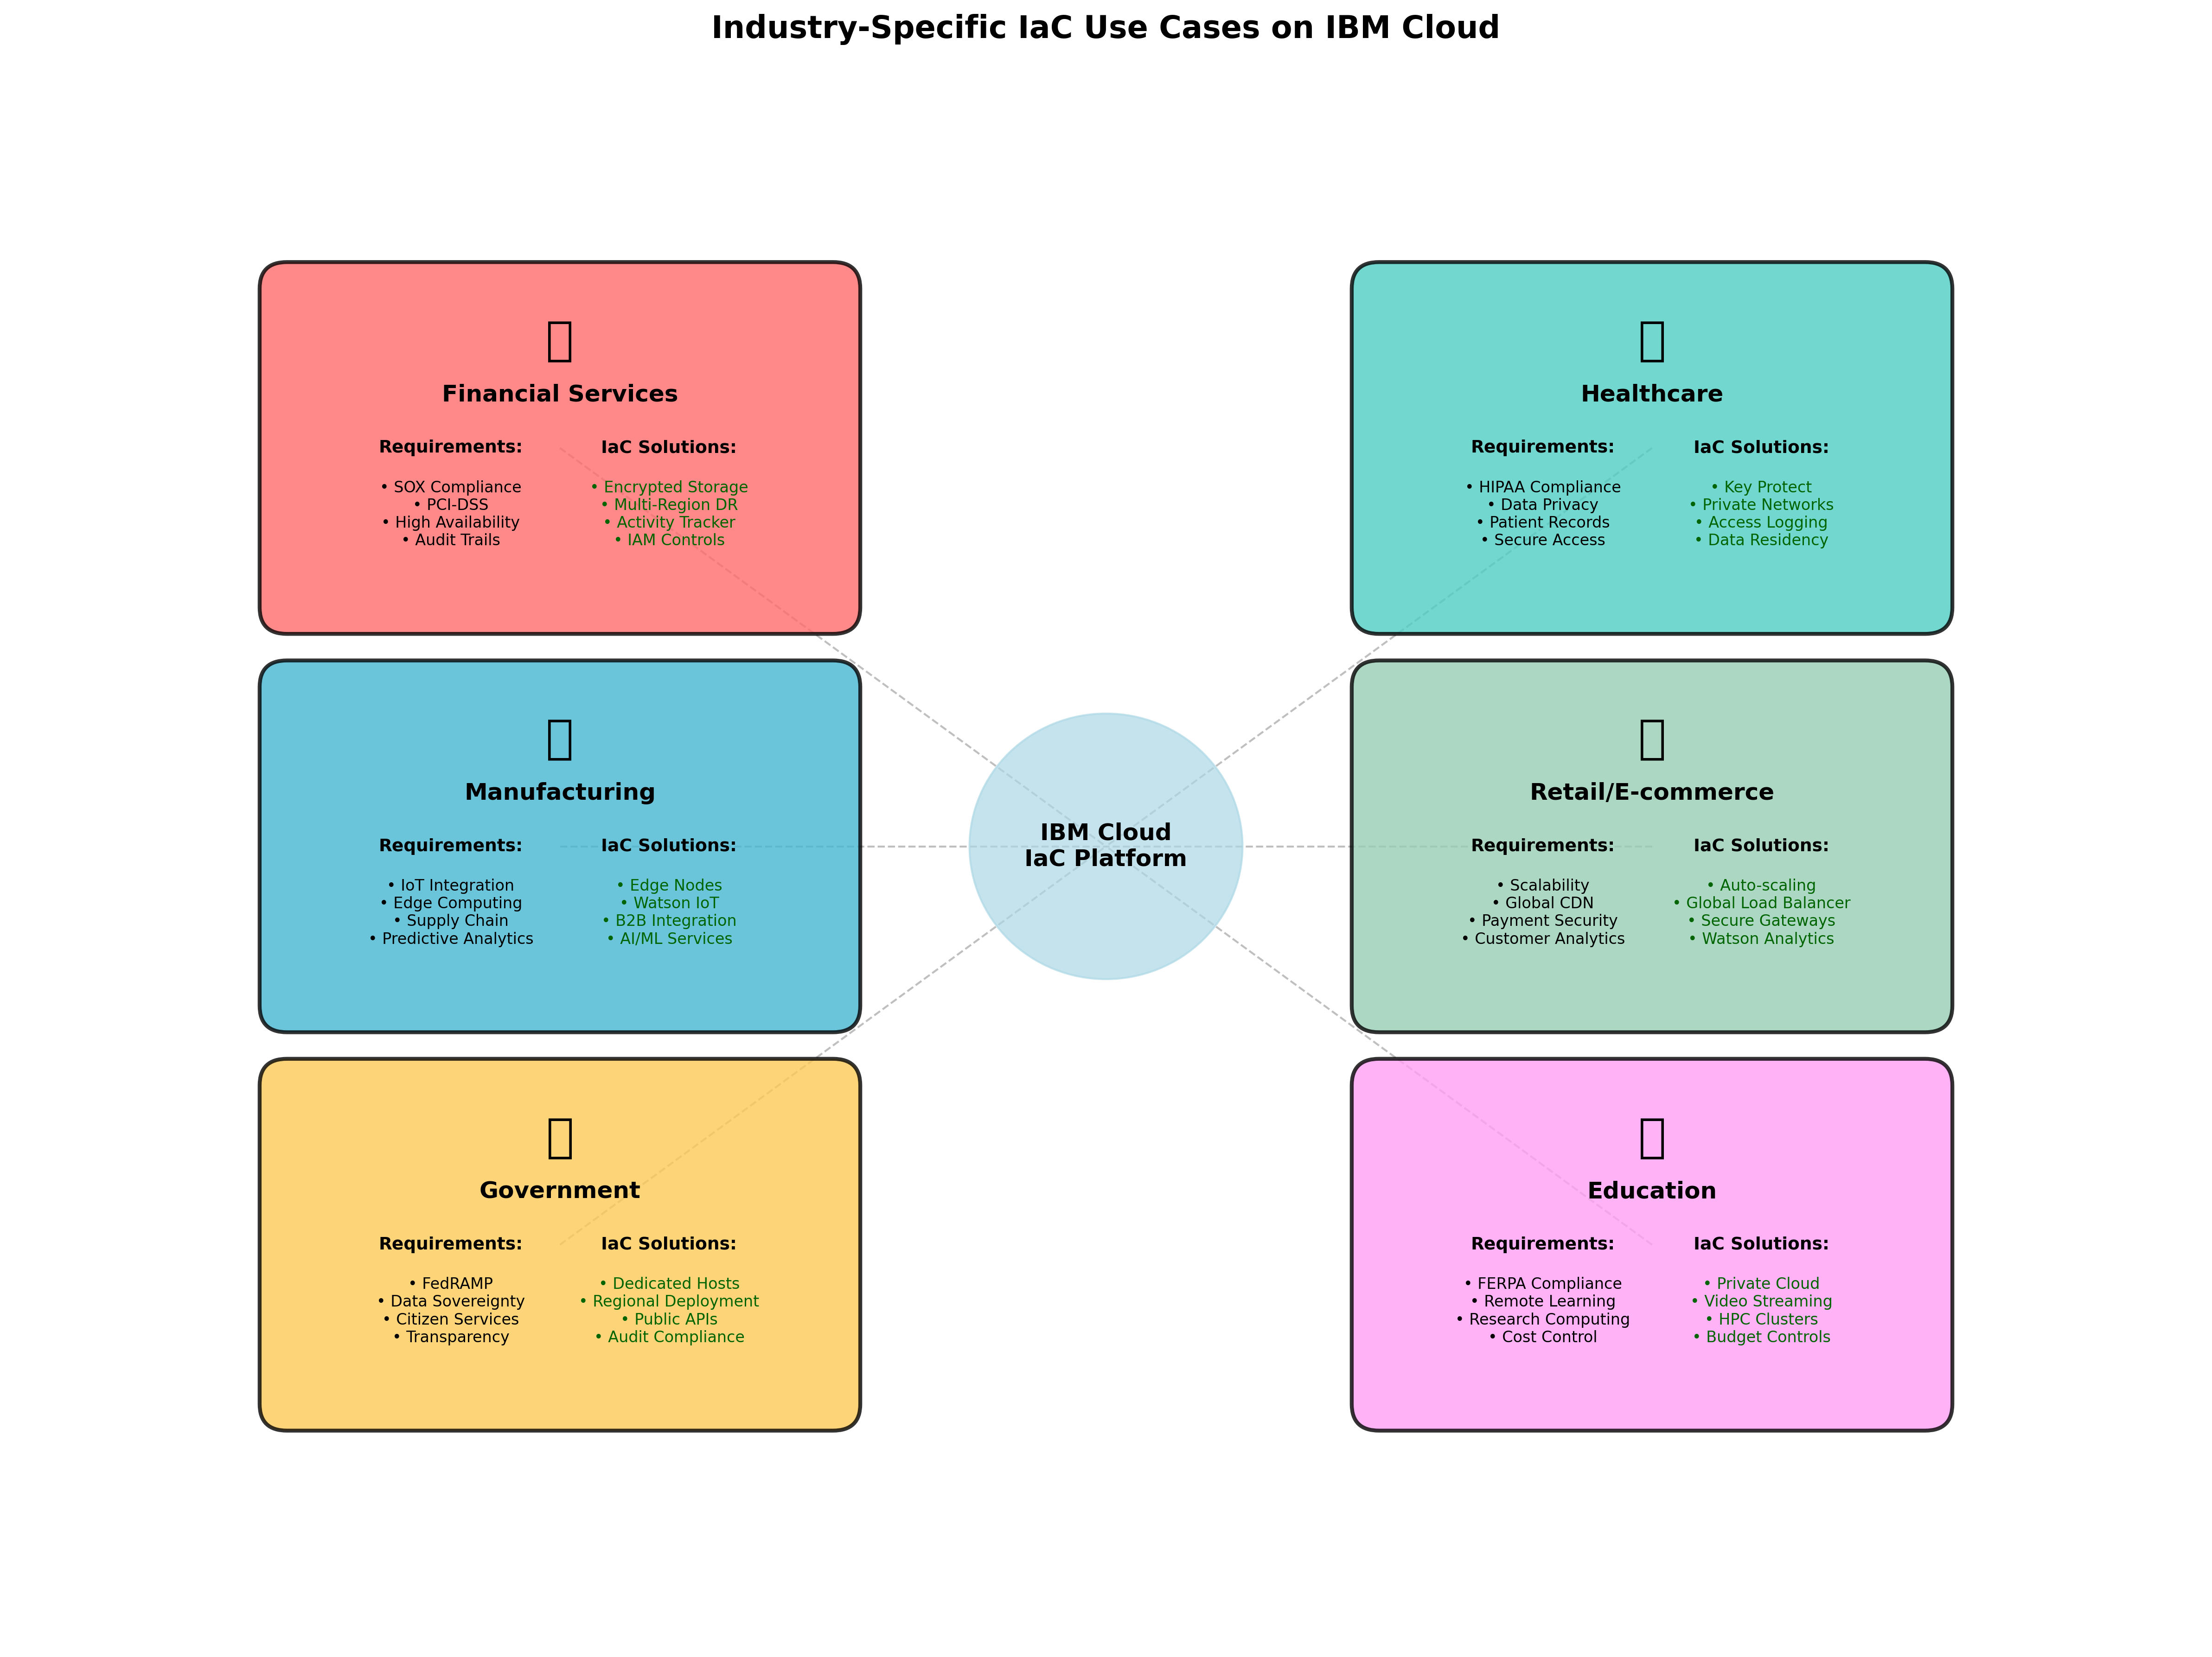 Industry-Specific IaC Use Cases on IBM Cloud
Financial Services
Requirements:
• SOX Compliance
• PCI-DSS
• High Availability
• Audit Trails
IaC Solutions:
• Encrypted Storage
• Multi-Region DR
• Activity Tracker
• IAM Controls
Healthcare
Requirements:
• HIPAA Compliance
• Data Privacy
• Patient Records
• Secure Access
IaC Solutions:
• Key Protect
• Private Networks
• Access Logging
• Data Residency
Manufacturing
Requirements:
• IoT Integration
• Edge Computing
• Supply Chain
• Predictive Analytics
IaC Solutions:
• Edge Nodes
• Watson IoT
• B2B Integration
• AI/ML Services
IBM Cloud
IaC Platform
Retail/E-commerce
Requirements:
• Scalability
• Global CDN
• Payment Security
• Customer Analytics
IaC Solutions:
• Auto-scaling
• Global Load Balancer
• Secure Gateways
• Watson Analytics
Government
Requirements:
• FedRAMP
• Data Sovereignty
• Citizen Services
• Transparency
IaC Solutions:
• Dedicated Hosts
• Regional Deployment
• Public APIs
• Audit Compliance
Education
Requirements:
• FERPA Compliance
• Remote Learning
• Research Computing
• Cost Control
IaC Solutions:
• Private Cloud
• Video Streaming
• HPC Clusters
• Budget Controls